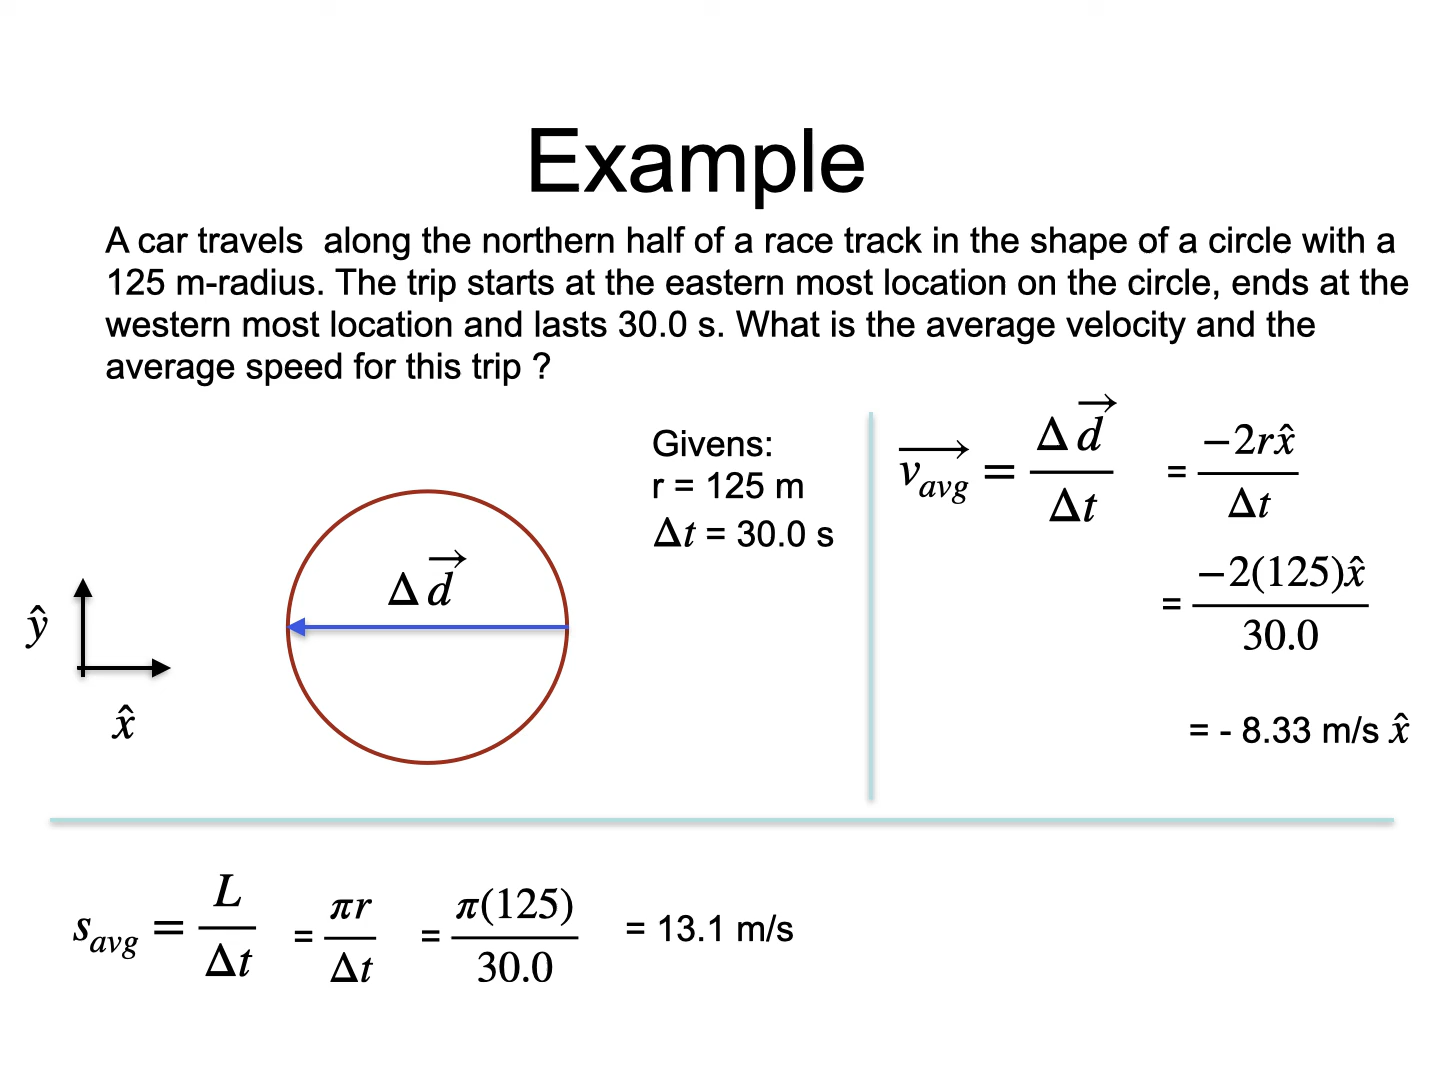 Example
A car travels  along the northern half of a race track in the shape of a circle with a
125 m-radius. The trip starts at the eastern most location on the circle, ends at the
western most location and lasts 30.0 s. What is the average velocity and the
average speed for this trip ?
Givens:
r = 125 m
Δt = 30.0 s
Δd⃗
ŷ
x̂
v⃗_avg = Δd⃗/Δt = −2rx̂/Δt
= −2(125)x̂/30.0
= - 8.33 m/s x̂
s_avg = L/Δt = πr/Δt = π(125)/30.0 = 13.1 m/s